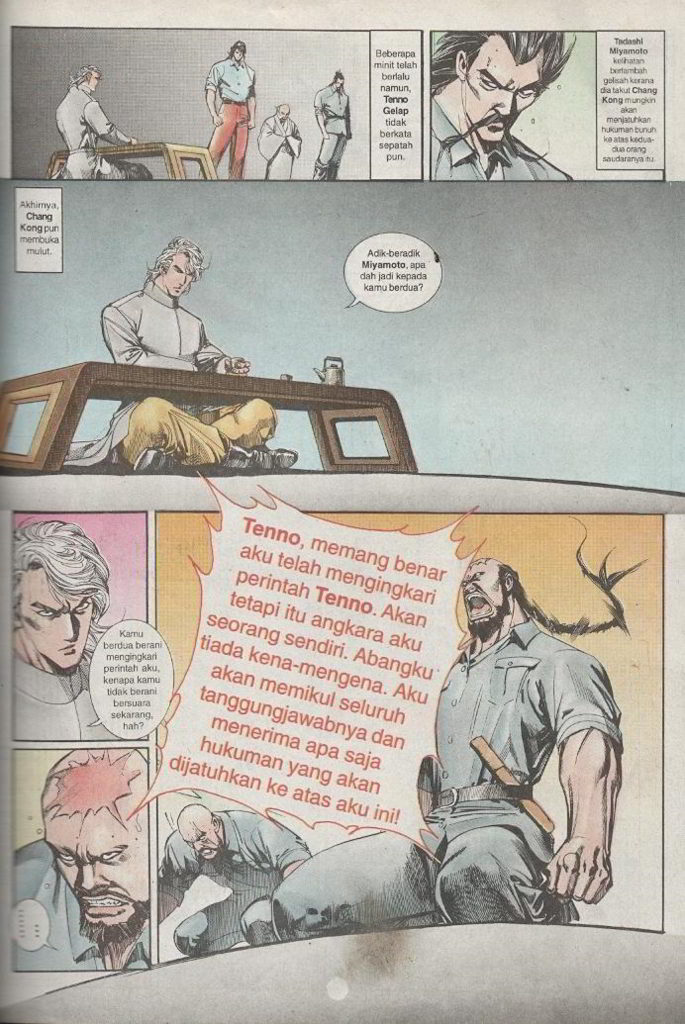 Beberapa
minit telah
berlalu
namun,
Tenno
Gelap
tidak
berkata
sepatah
pun.
Tadashi
Miyamoto
kelihatan
bertambah
gelisah kerana
dia takut Chang
Kong mungkin
akan
menjatuhkan
hukuman bunuh
ke atas kedua-
dua orang
saudaranya itu.
Akhirnya,
Chang
Kong pun
membuka
mulut.
Adik-beradik
Miyamoto, apa
dah jadi kepada
kamu berdua?
Kamu
berdua berani
mengingkari
perintah aku,
kenapa kamu
tidak berani
bersuara
sekarang,
hah?
Tenno, memang benar
aku telah mengingkari
perintah Tenno. Akan
tetapi itu angkara aku
seorang sendiri. Abangku
tiada kena-mengena. Aku
akan memikul seluruh
tanggungjawabnya dan
menerima apa saja
hukuman yang akan
dijatuhkan ke atas aku ini!